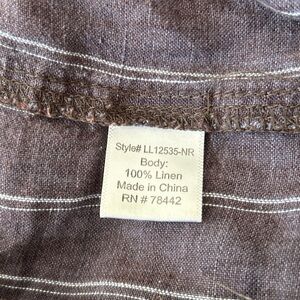 Style# LL12535-NR
Body:
100% Linen
Made in China
RN # 78442